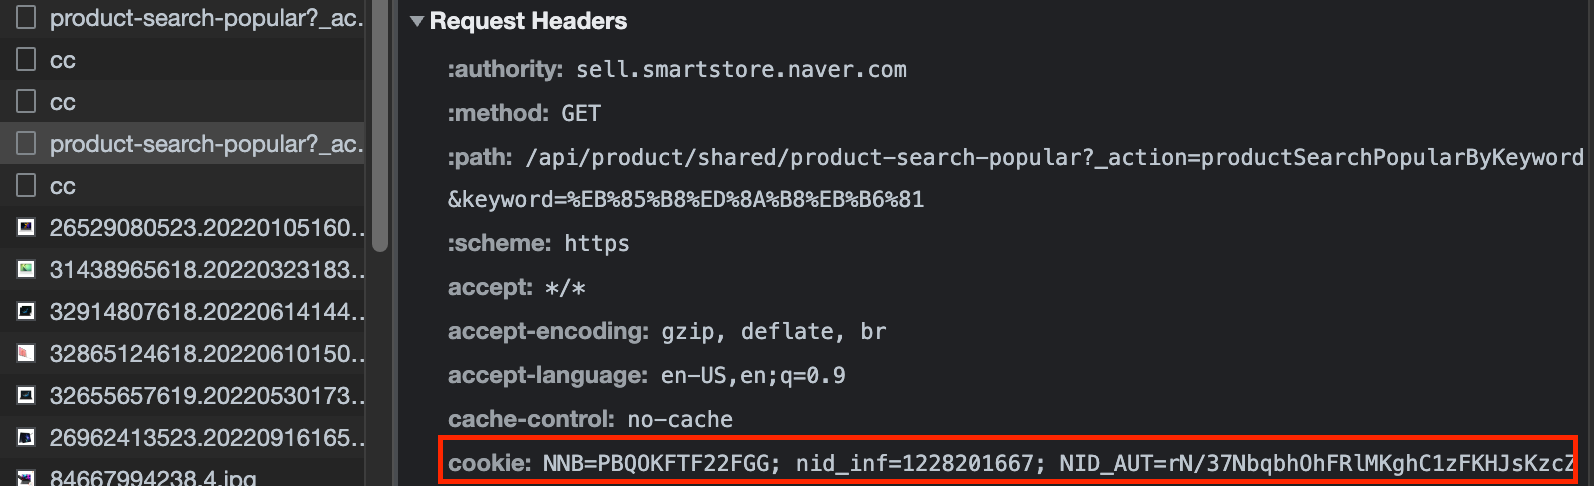 product-search-popular?_ac...
cc
cc
product-search-popular?_ac...
cc
26529080523.20220105160...
31438965618.20220323183...
32914807618.20220614144...
32865124618.20220610150...
32655657619.20220530173...
26962413523.20220916165...
84667994238.4.jpg
Request Headers
:authority: sell.smartstore.naver.com
:method: GET
:path: /api/product/shared/product-search-popular?_action=productSearchPopularByKeyword
&keyword=%EB%85%B8%ED%8A%B8%EB%B6%81
:scheme: https
accept: */*
accept-encoding: gzip, deflate, br
accept-language: en-US,en;q=0.9
cache-control: no-cache
cookie: NNB=PBQOKFTF22FGG; nid_inf=1228201667; NID_AUT=rN/37NbqbhOhFRlMKghC1zFKHJsKzcZ